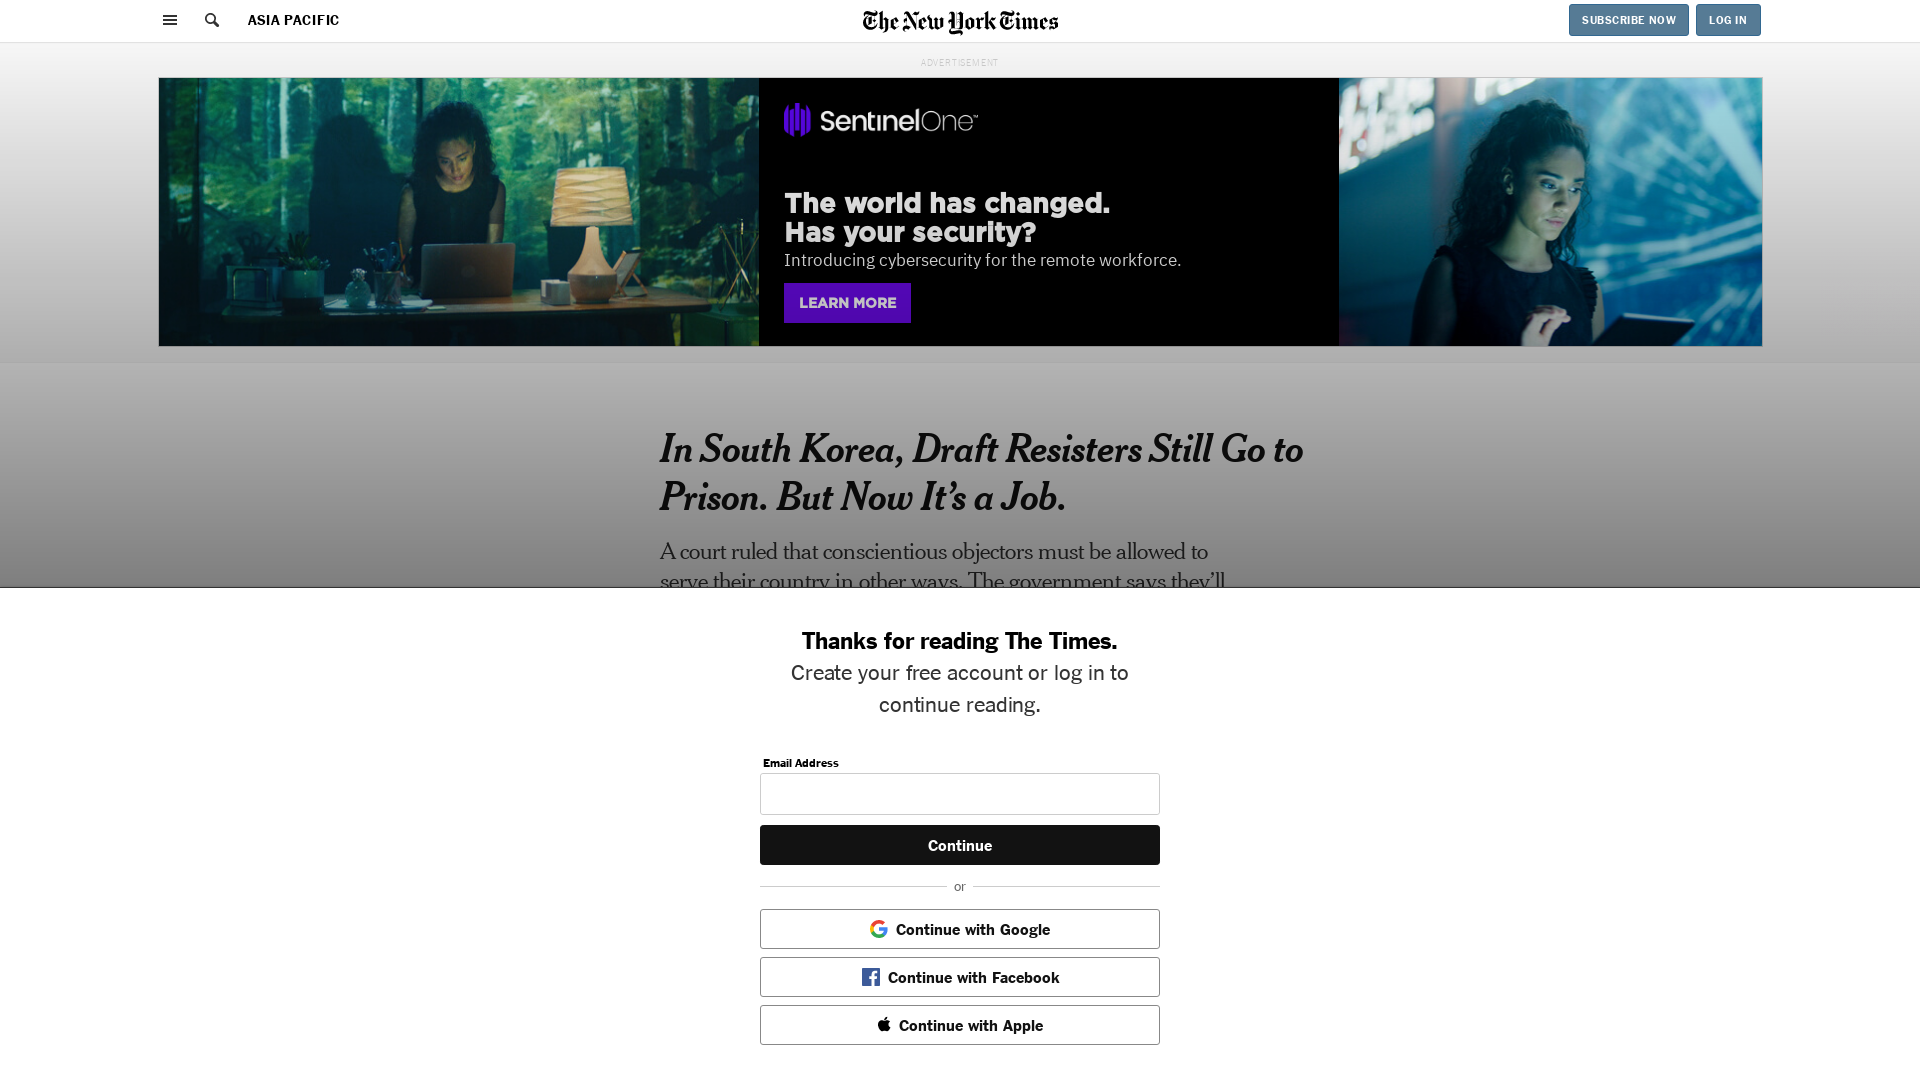 ASIA PACIFIC
The New York Times
SUBSCRIBE NOW
LOG IN
ADVERTISEMENT
SentinelOne™
The world has changed.
Has your security?
Introducing cybersecurity for the remote workforce.
LEARN MORE
In South Korea, Draft Resisters Still Go to
Prison. But Now It’s a Job.
A court ruled that conscientious objectors must be allowed to
serve their country in other ways. The government says they’ll
Thanks for reading The Times.
Create your free account or log in to
continue reading.
Email Address
Continue
or
Continue with Google
Continue with Facebook
Continue with Apple